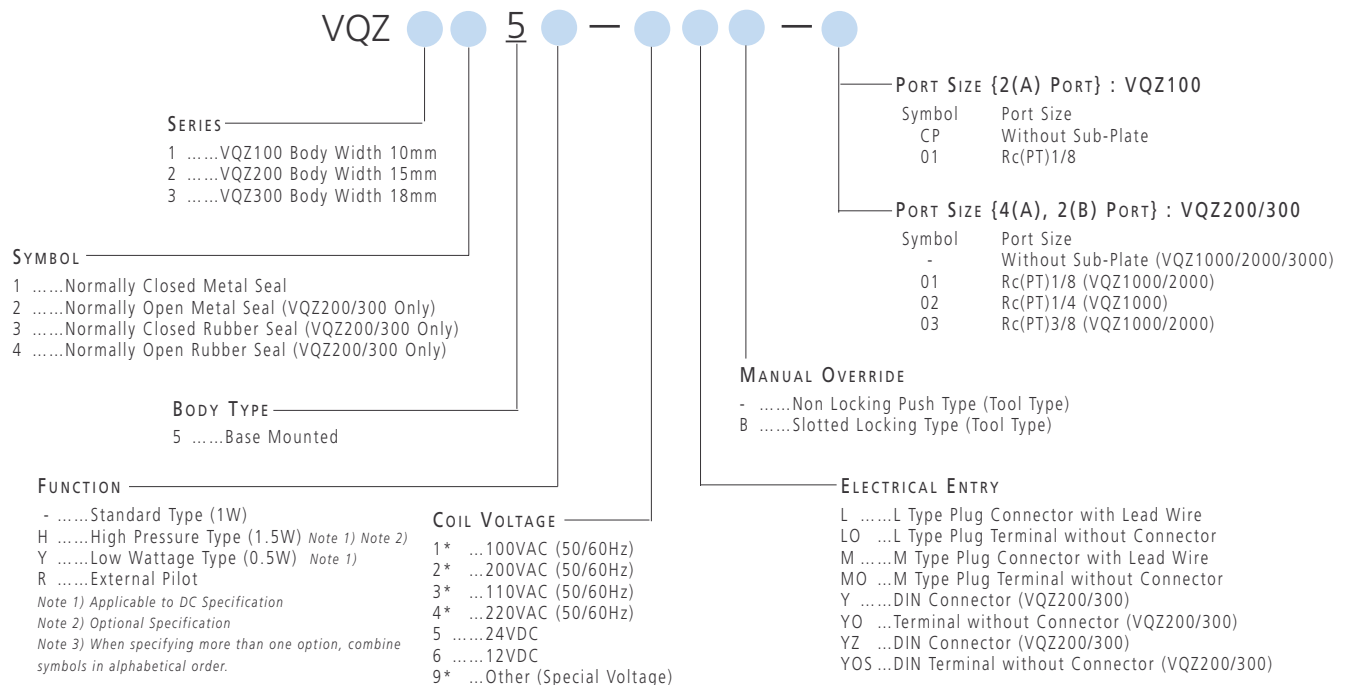 VQZ 5 — —
SERIES
1 ……VQZ100 Body Width 10mm
2 ……VQZ200 Body Width 15mm
3 ……VQZ300 Body Width 18mm
SYMBOL
1 ……Normally Closed Metal Seal
2 ……Normally Open Metal Seal (VQZ200/300 Only)
3 ……Normally Closed Rubber Seal (VQZ200/300 Only)
4 ……Normally Open Rubber Seal (VQZ200/300 Only)
BODY TYPE
5 ……Base Mounted
FUNCTION
- ……Standard Type (1W)
H ……High Pressure Type (1.5W) Note 1) Note 2)
Y ……Low Wattage Type (0.5W) Note 1)
R ……External Pilot
Note 1) Applicable to DC Specification
Note 2) Optional Specification
Note 3) When specifying more than one option, combine
symbols in alphabetical order.
COIL VOLTAGE
1* …100VAC (50/60Hz)
2* …200VAC (50/60Hz)
3* …110VAC (50/60Hz)
4* …220VAC (50/60Hz)
5 ……24VDC
6 ……12VDC
9* …Other (Special Voltage)
PORT SIZE {2(A) PORT} : VQZ100
Symbol Port Size
CP Without Sub-Plate
01 Rc(PT)1/8
PORT SIZE {4(A), 2(B) PORT} : VQZ200/300
Symbol Port Size
- Without Sub-Plate (VQZ1000/2000/3000)
01 Rc(PT)1/8 (VQZ1000/2000)
02 Rc(PT)1/4 (VQZ1000)
03 Rc(PT)3/8 (VQZ1000/2000)
MANUAL OVERRIDE
- ……Non Locking Push Type (Tool Type)
B ……Slotted Locking Type (Tool Type)
ELECTRICAL ENTRY
L ……L Type Plug Connector with Lead Wire
LO …L Type Plug Terminal without Connector
M ……M Type Plug Connector with Lead Wire
MO …M Type Plug Terminal without Connector
Y ……DIN Connector (VQZ200/300)
YO …Terminal without Connector (VQZ200/300)
YZ …DIN Connector (VQZ200/300)
YOS …DIN Terminal without Connector (VQZ200/300)